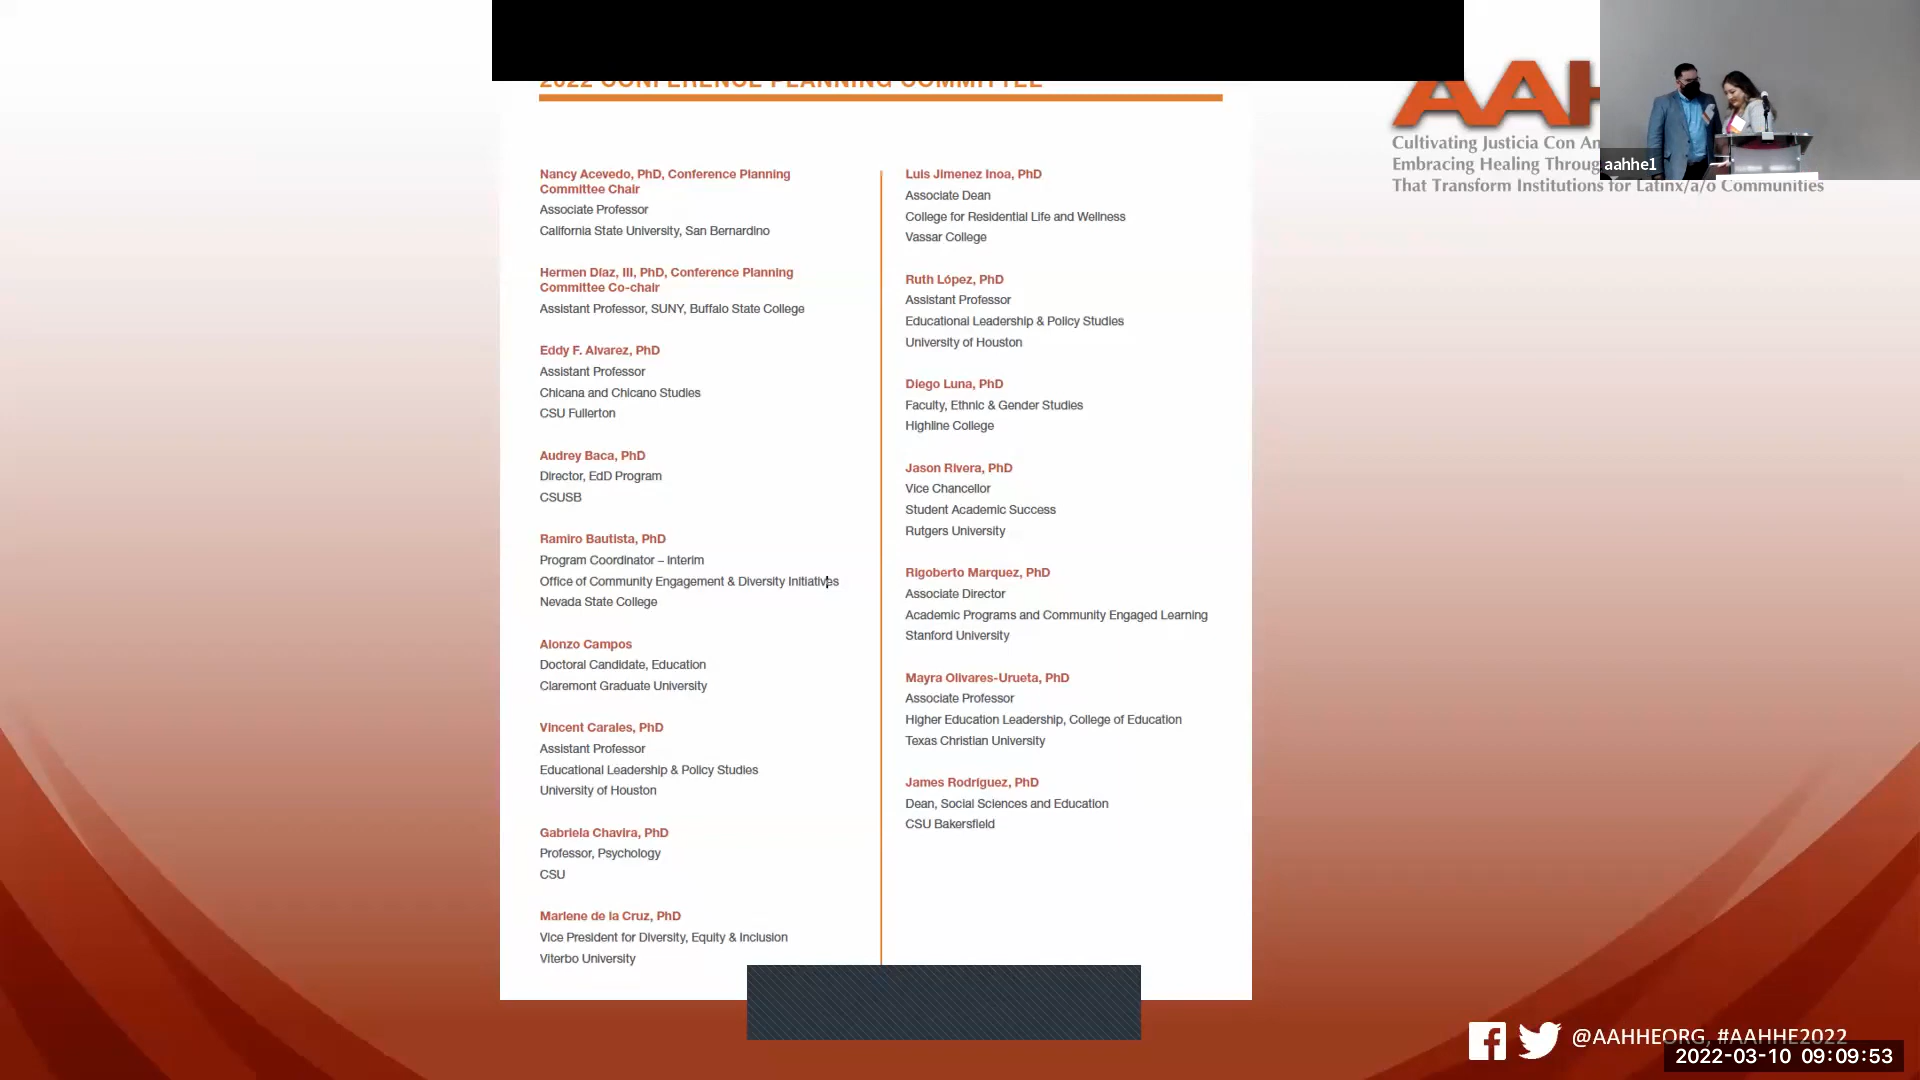 2022 CONFERENCE PLANNING COMMITTEE
Nancy Acevedo, PhD, Conference Planning
Committee Chair
Associate Professor
California State University, San Bernardino
Hermen Díaz, III, PhD, Conference Planning
Committee Co-chair
Assistant Professor, SUNY, Buffalo State College
Eddy F. Alvarez, PhD
Assistant Professor
Chicana and Chicano Studies
CSU Fullerton
Audrey Baca, PhD
Director, EdD Program
CSUSB
Ramiro Bautista, PhD
Program Coordinator – Interim
Office of Community Engagement & Diversity Initiatives
Nevada State College
Alonzo Campos
Doctoral Candidate, Education
Claremont Graduate University
Vincent Carales, PhD
Assistant Professor
Educational Leadership & Policy Studies
University of Houston
Gabriela Chavira, PhD
Professor, Psychology
CSU
Marlene de la Cruz, PhD
Vice President for Diversity, Equity & Inclusion
Viterbo University
Luis Jimenez Inoa, PhD
Associate Dean
College for Residential Life and Wellness
Vassar College
Ruth López, PhD
Assistant Professor
Educational Leadership & Policy Studies
University of Houston
Diego Luna, PhD
Faculty, Ethnic & Gender Studies
Highline College
Jason Rivera, PhD
Vice Chancellor
Student Academic Success
Rutgers University
Rigoberto Marquez, PhD
Associate Director
Academic Programs and Community Engaged Learning
Stanford University
Mayra Olivares-Urueta, PhD
Associate Professor
Higher Education Leadership, College of Education
Texas Christian University
James Rodríguez, PhD
Dean, Social Sciences and Education
CSU Bakersfield
AAH
Cultivating Justicia Con
Embracing Healing
That Transform Institutions for Latinx/a/o Communities
aahhe1
@AAHHEORG, #AAHHE2022
2022-03-10 09:09:53